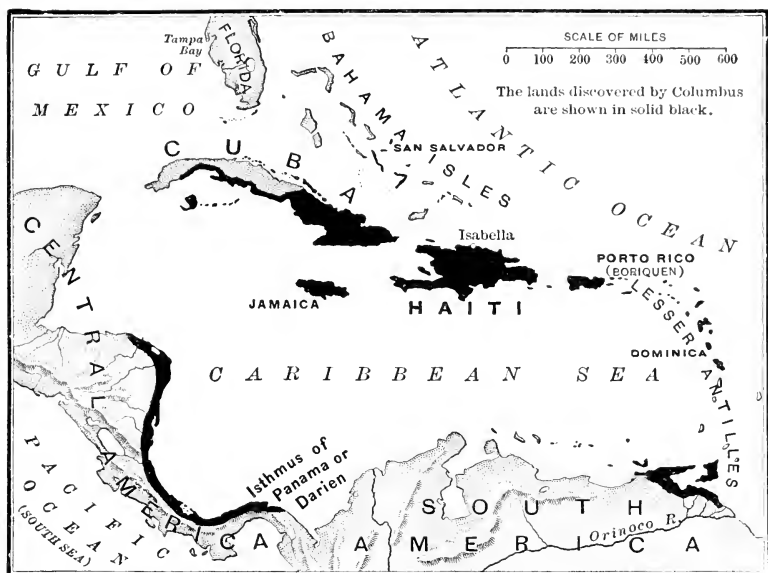 Tampa
Bay
FLORIDA
GULF OF
MEXICO
BAHAMA ISLES
ATLANTIC OCEAN
SCALE OF MILES
0 100 200 300 400 500 600
The lands discovered by Columbus
are shown in solid black.
SAN SALVADOR
CUBA
Isabella
PORTO RICO
(BORIQUEN)
JAMAICA
HAITI
LESSER ANTILLES
DOMINICA
CARIBBEAN SEA
CENTRAL AMERICA
Isthmus of
Panama or
Darien
PACIFIC
OCEAN
(SOUTH SEA)
SOUTH
AMERICA
Orinoco R.